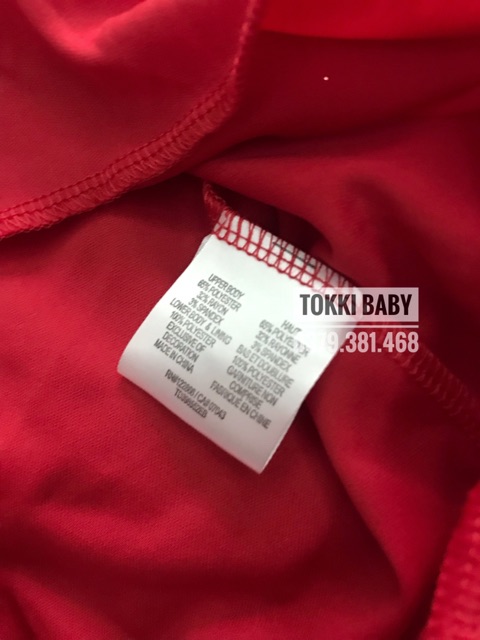 UPPER BODY
65% POLYESTER
32% RAYON
3% SPANDEX
LOWER BODY & LINING
100% POLYESTER
EXCLUSIVE OF
DECORATION
MADE IN CHINA
HAUT
65% POLYESTER
32% RAYONNE
3% SPANDEX
BAS ET DOUBLURE
100% POLYESTER
GARNITURE NON
COMPRISE
FABRIQUE EN CHINE
TOKKI BABY
9.381.468